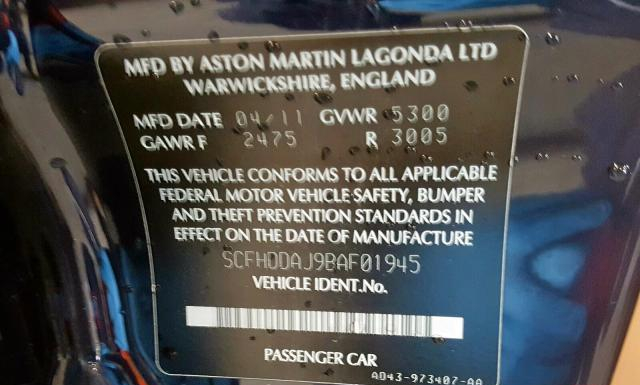 MFD BY ASTON MARTIN LAGONDA LTD
WARWICKSHIRE, ENGLAND
MFD DATE 04/11 GVWR 5300
GAWR F 2475 R 3005
THIS VEHICLE CONFORMS TO ALL APPLICABLE
FEDERAL MOTOR VEHICLE SAFETY, BUMPER
AND THEFT PREVENTION STANDARDS IN
EFFECT ON THE DATE OF MANUFACTURE
SCFHDDAJ9BAF01945
VEHICLE IDENT.No.
PASSENGER CAR
AD43-973407-AA